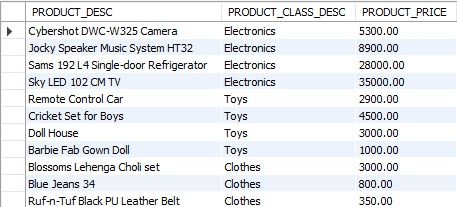 PRODUCT_DESC PRODUCT_CLASS_DESC PRODUCT_PRICE
Cybershot DWC-W325 Camera Electronics 5300.00
Jocky Speaker Music System HT32 Electronics 8900.00
Sams 192 L4 Single-door Refrigerator Electronics 28000.00
Sky LED 102 CM TV Electronics 35000.00
Remote Control Car Toys 2900.00
Cricket Set for Boys Toys 4500.00
Doll House Toys 3000.00
Barbie Fab Gown Doll Toys 1000.00
Blossoms Lehenga Choli set Clothes 3000.00
Blue Jeans 34 Clothes 800.00
Ruf-n-Tuf Black PU Leather Belt Clothes 350.00